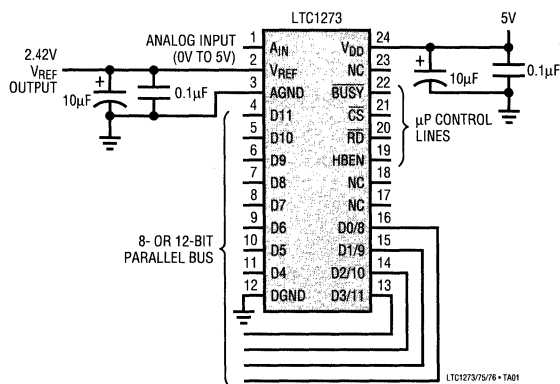 LTC1273
5V
2.42V
VREF
OUTPUT
ANALOG INPUT
(0V TO 5V)
10µF
0.1µF
1 AIN
2 VREF
3 AGND
4 D11
5 D10
6 D9
7 D8
8 D7
9 D6
10 D5
11 D4
12 DGND
VDD 24
NC 23
BUSY 22
CS 21
RD 20
HBEN 19
NC 18
NC 17
D0/8 16
D1/9 15
D2/10 14
D3/11 13
10µF
0.1µF
µP CONTROL
LINES
8- OR 12-BIT
PARALLEL BUS
LTC1273/75/76 • TA01